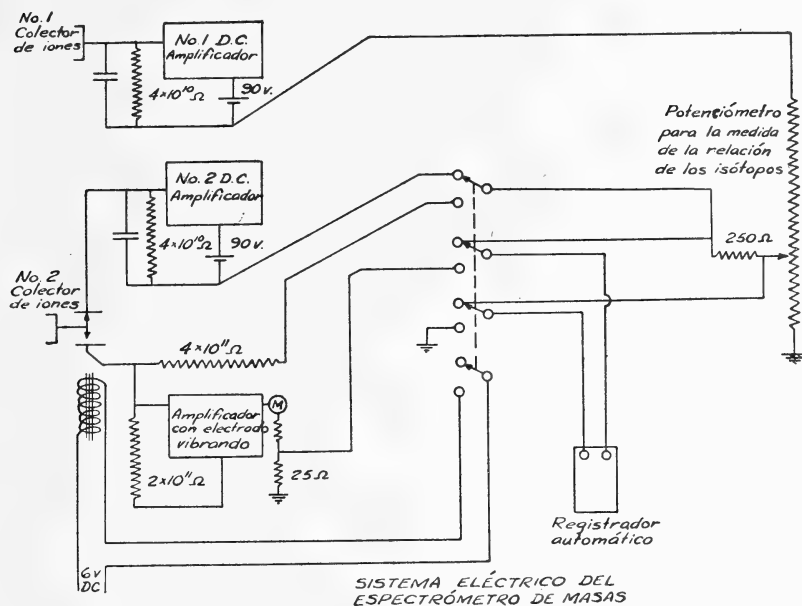 No. 1
Colector
de iones
No. 1 D.C.
Amplificador
4×10¹⁰Ω
90 v.
Potenciómetro
para la medida
de la relación
de los isótopos
No. 2 D.C.
Amplificador
4×10¹⁰Ω
90 v.
250 Ω
No. 2
Colector
de iones
4×10¹¹Ω
Amplificador
con electrodo
vibrando
M
2×10¹¹Ω
25 Ω
Registrador
automático
6v
DC
SISTEMA ELÉCTRICO DEL
ESPECTRÓMETRO DE MASAS